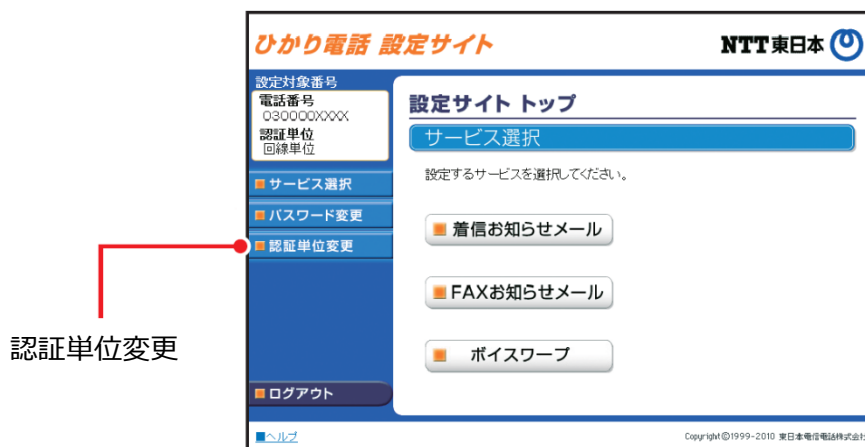 ひかり電話 設定サイト
NTT東日本
設定対象番号
電話番号
030000XXXX
認証単位
回線単位
サービス選択
パスワード変更
認証単位変更
ログアウト
設定サイト トップ
サービス選択
設定するサービスを選択してください。
着信お知らせメール
FAXお知らせメール
ボイスワープ
認証単位変更
ヘルプ
Copyright©1999-2010 東日本電信電話株式会社